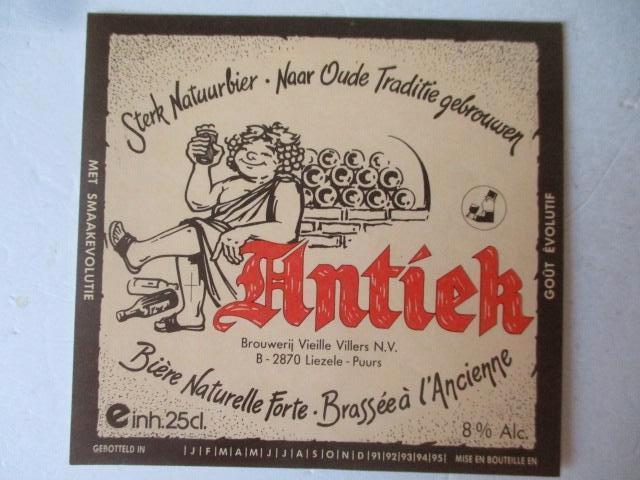 Sterk Natuurbier · Naar Oude Traditie gebrouwen
MET SMAAKEVOLUTIE
GOÛT ÉVOLUTIF
Antiek
Brouwerij Vieille Villers N.V.
B - 2870 Liezele - Puurs
Bière Naturelle Forte · Brassée à l'Ancienne
e inh. 25cl.
8% Alc.
GEBOTTELD IN |J|F|M|A|M|J|J|A|S|O|N|D|91|92|93|94|95| MISE EN BOUTEILLE EN